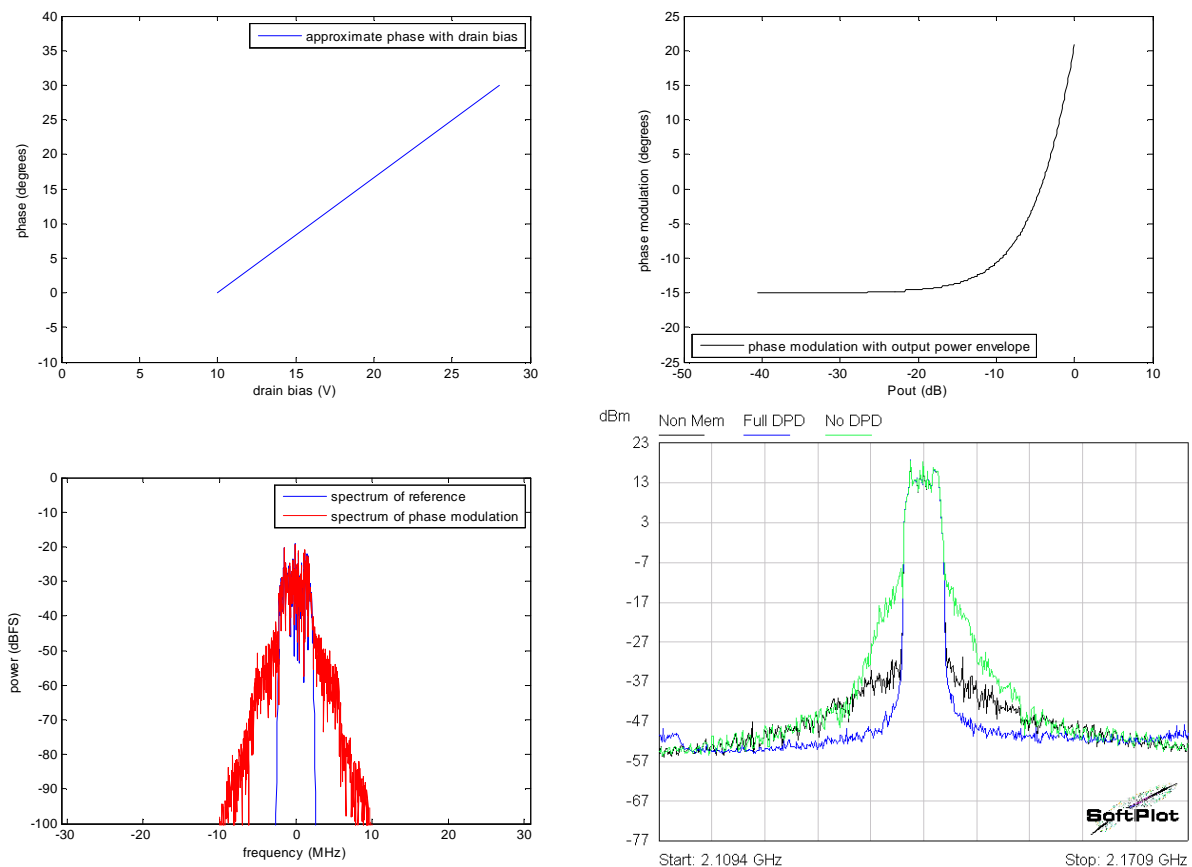 40
35
30
25
20
15
10
5
0
-5
-10
phase (degrees)
approximate phase with drain bias
0 5 10 15 20 25 30
drain bias (V)
25
20
15
10
5
0
-5
-10
-15
-20
-25
phase modulation (degrees)
phase modulation with output power envelope
-50 -40 -30 -20 -10 0 10
Pout (dB)
0
-10
-20
-30
-40
-50
-60
-70
-80
-90
-100
power (dBFS)
spectrum of reference
spectrum of phase modulation
-30 -20 -10 0 10 20 30
frequency (MHz)
dBm Non Mem Full DPD No DPD
23
13
3
-7
-17
-27
-37
-47
-57
-67
-77
SoftPlot
Start: 2.1094 GHz Stop: 2.1709 GHz